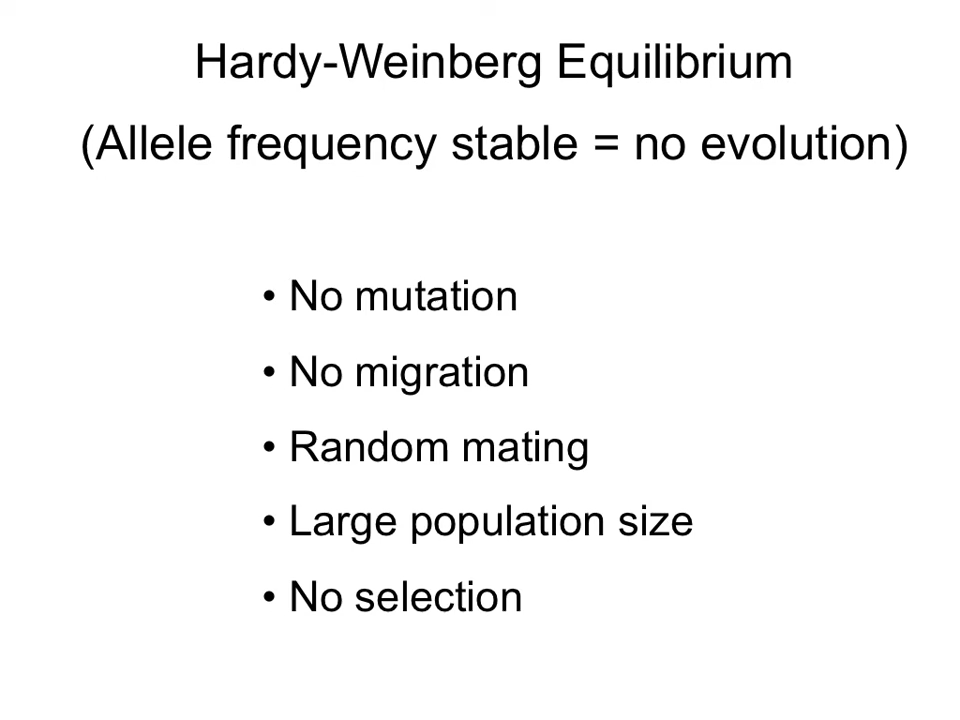 Hardy-Weinberg Equilibrium
(Allele frequency stable = no evolution)
• No mutation
• No migration
• Random mating
• Large population size
• No selection